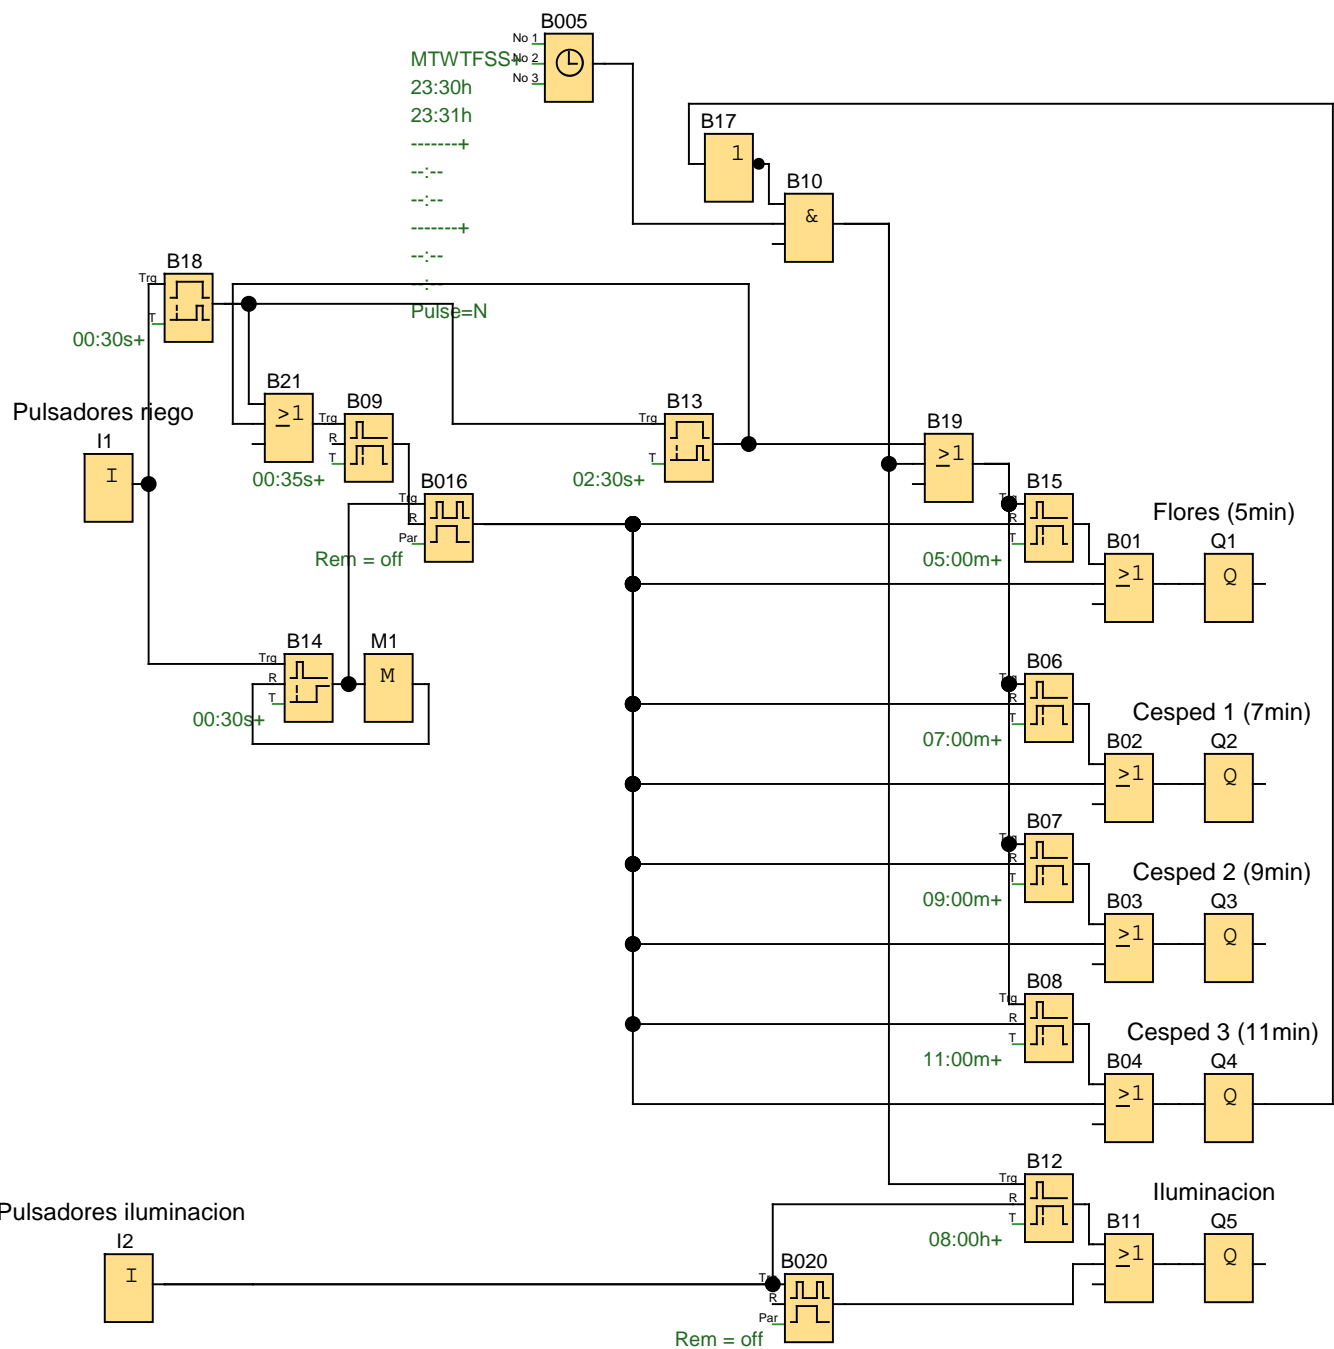 B005
No 1
MTWTFSS+
No 2
No 3
23:30h
23:31h
-------+
--:--
--:--
-------+
--:--
--:--
Pulse=N
B17
1
B10
&
B18
Trg
T
00:30s+
B21
≥1
B09
Trg
R
T
00:35s+
B13
Trg
T
02:30s+
B19
≥1
Pulsadores riego
I1
I
B016
Trg
R
Par
Rem = off
B15
Trg
R
T
05:00m+
Flores (5min)
B01
≥1
Q1
Q
B14
Trg
R
T
00:30s+
M1
M
B06
Trg
R
T
07:00m+
Cesped 1 (7min)
B02
≥1
Q2
Q
B07
Trg
R
T
09:00m+
Cesped 2 (9min)
B03
≥1
Q3
Q
B08
Trg
R
T
11:00m+
Cesped 3 (11min)
B04
≥1
Q4
Q
B12
Trg
R
T
08:00h+
Iluminacion
B11
≥1
Q5
Q
Pulsadores iluminacion
I2
I
B020
Trg
R
Par
Rem = off